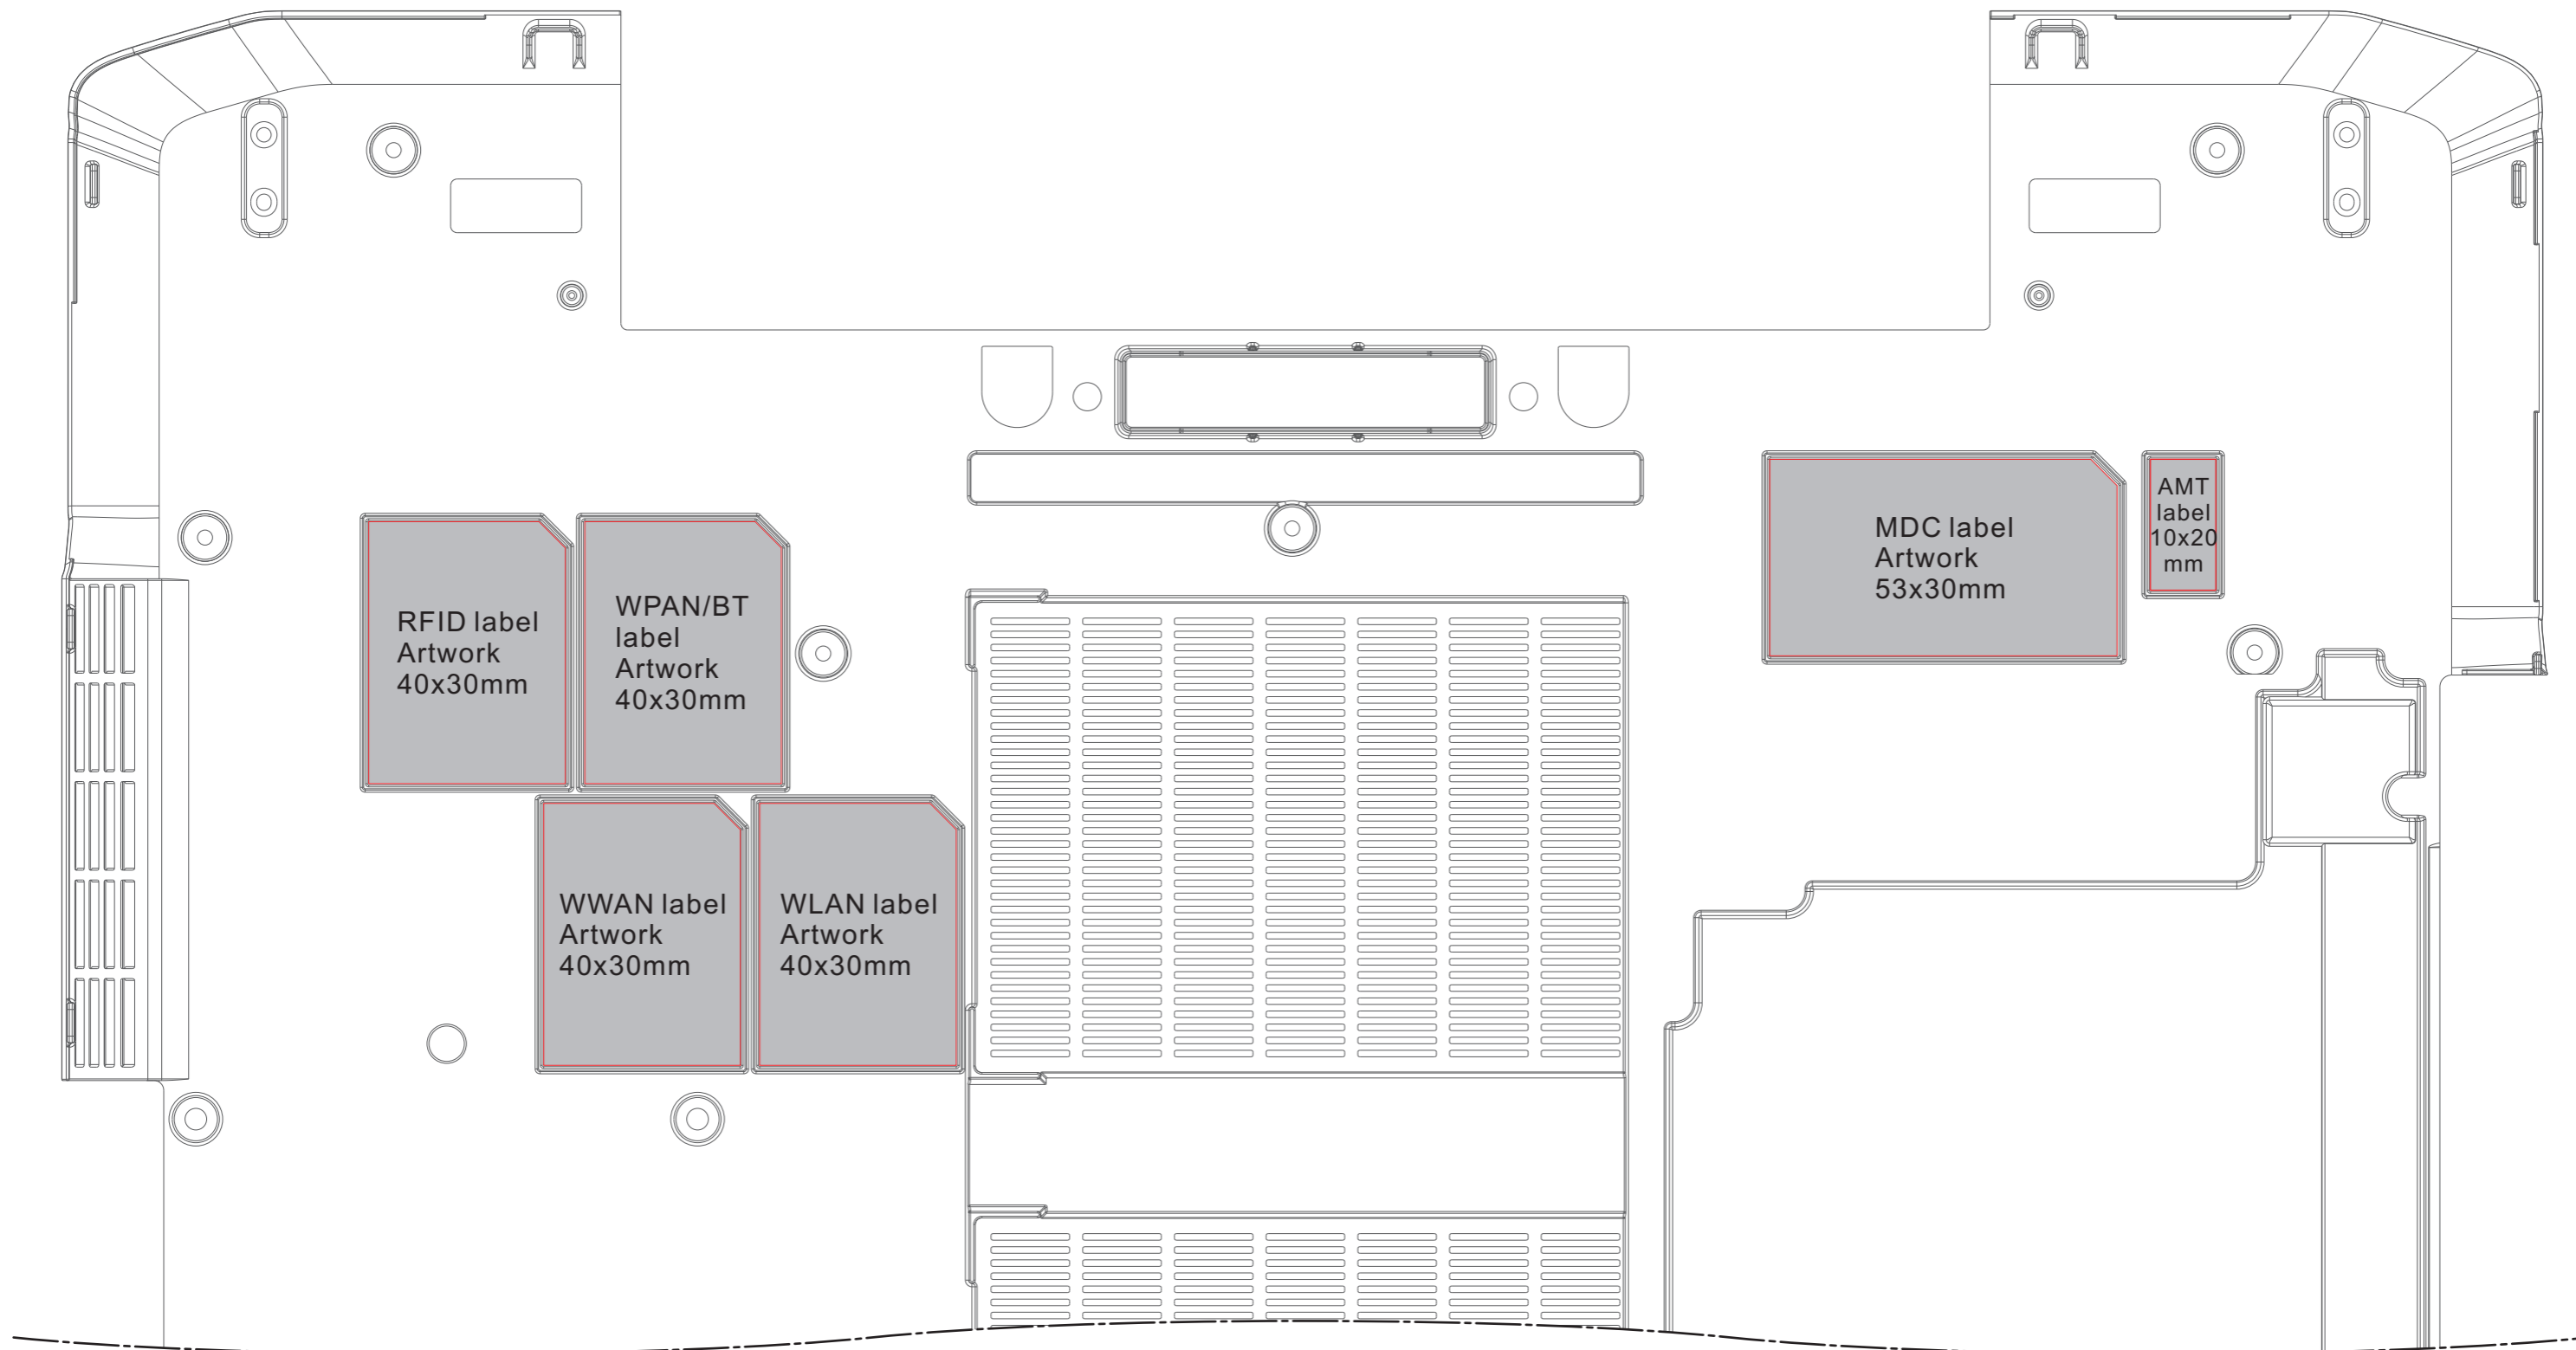 RFID label
Artwork
40x30mm
WPAN/BT
label
Artwork
40x30mm
WWAN label
Artwork
40x30mm
WLAN label
Artwork
40x30mm
MDC label
Artwork
53x30mm
AMT
label
10x20
mm